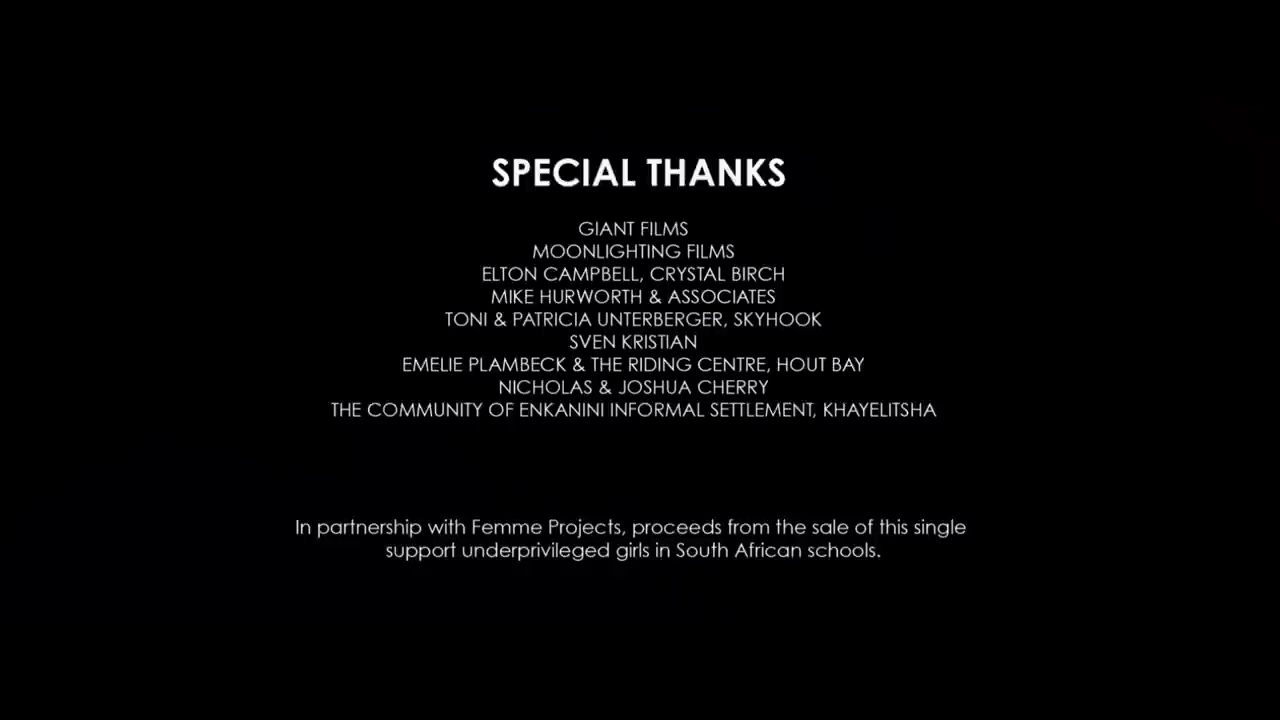 SPECIAL THANKS
GIANT FILMS
MOONLIGHTING FILMS
ELTON CAMPBELL, CRYSTAL BIRCH
MIKE HURWORTH & ASSOCIATES
TONI & PATRICIA UNTERBERGER, SKYHOOK
SVEN KRISTIAN
EMELIE PLAMBECK & THE RIDING CENTRE, HOUT BAY
NICHOLAS & JOSHUA CHERRY
THE COMMUNITY OF ENKANINI INFORMAL SETTLEMENT, KHAYELITSHA
In partnership with Femme Projects, proceeds from the sale of this single
support underprivileged girls in South African schools.